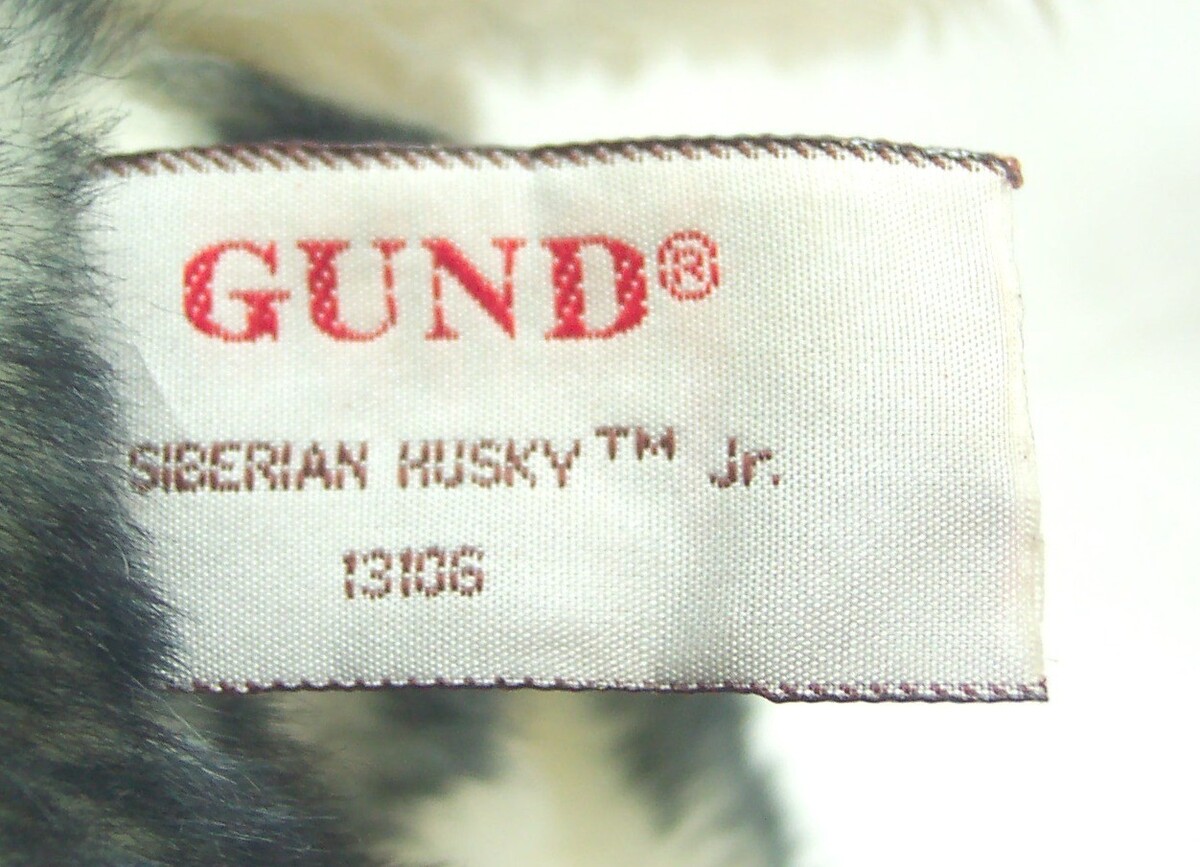 GUND®
SIBERIAN HUSKY™ Jr.
13106